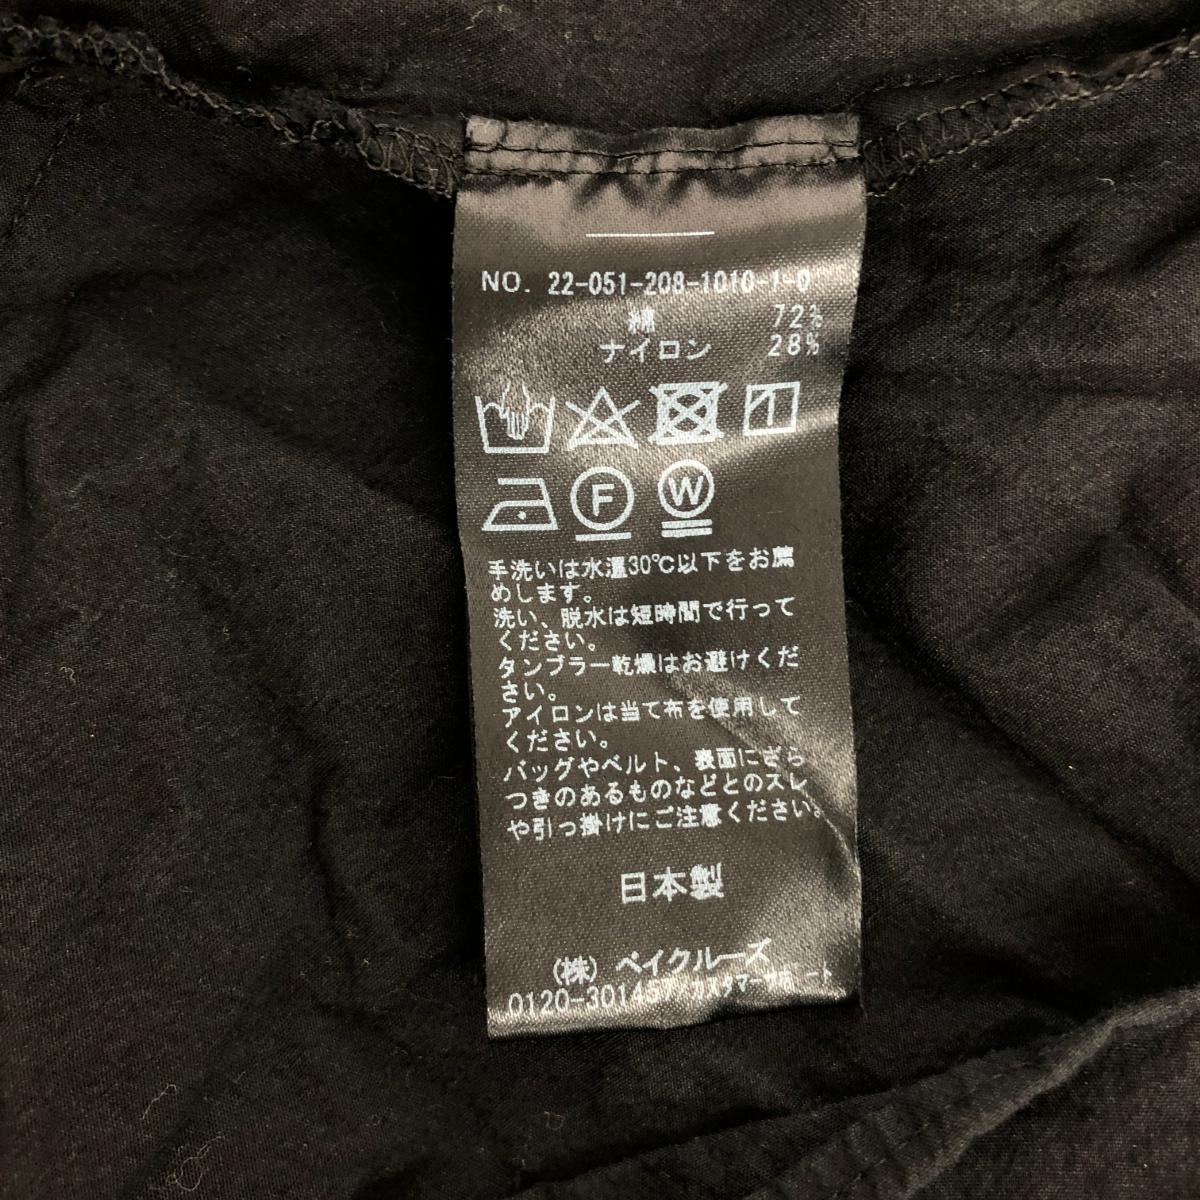 NO. 22-051-208-1010-1-0
綿 72%
ナイロン 28%
F W
手洗いは水温30℃以下をお薦
めします。
洗い、脱水は短時間で行って
ください。
タンブラー乾燥はお避けくだ
さい。
アイロンは当て布を使用して
ください。
バッグやベルト、表面にざら
つきのあるものなどとのスレ
や引っ掛けにご注意ください。
日本製
(株) ベイクルーズ
0120-301457